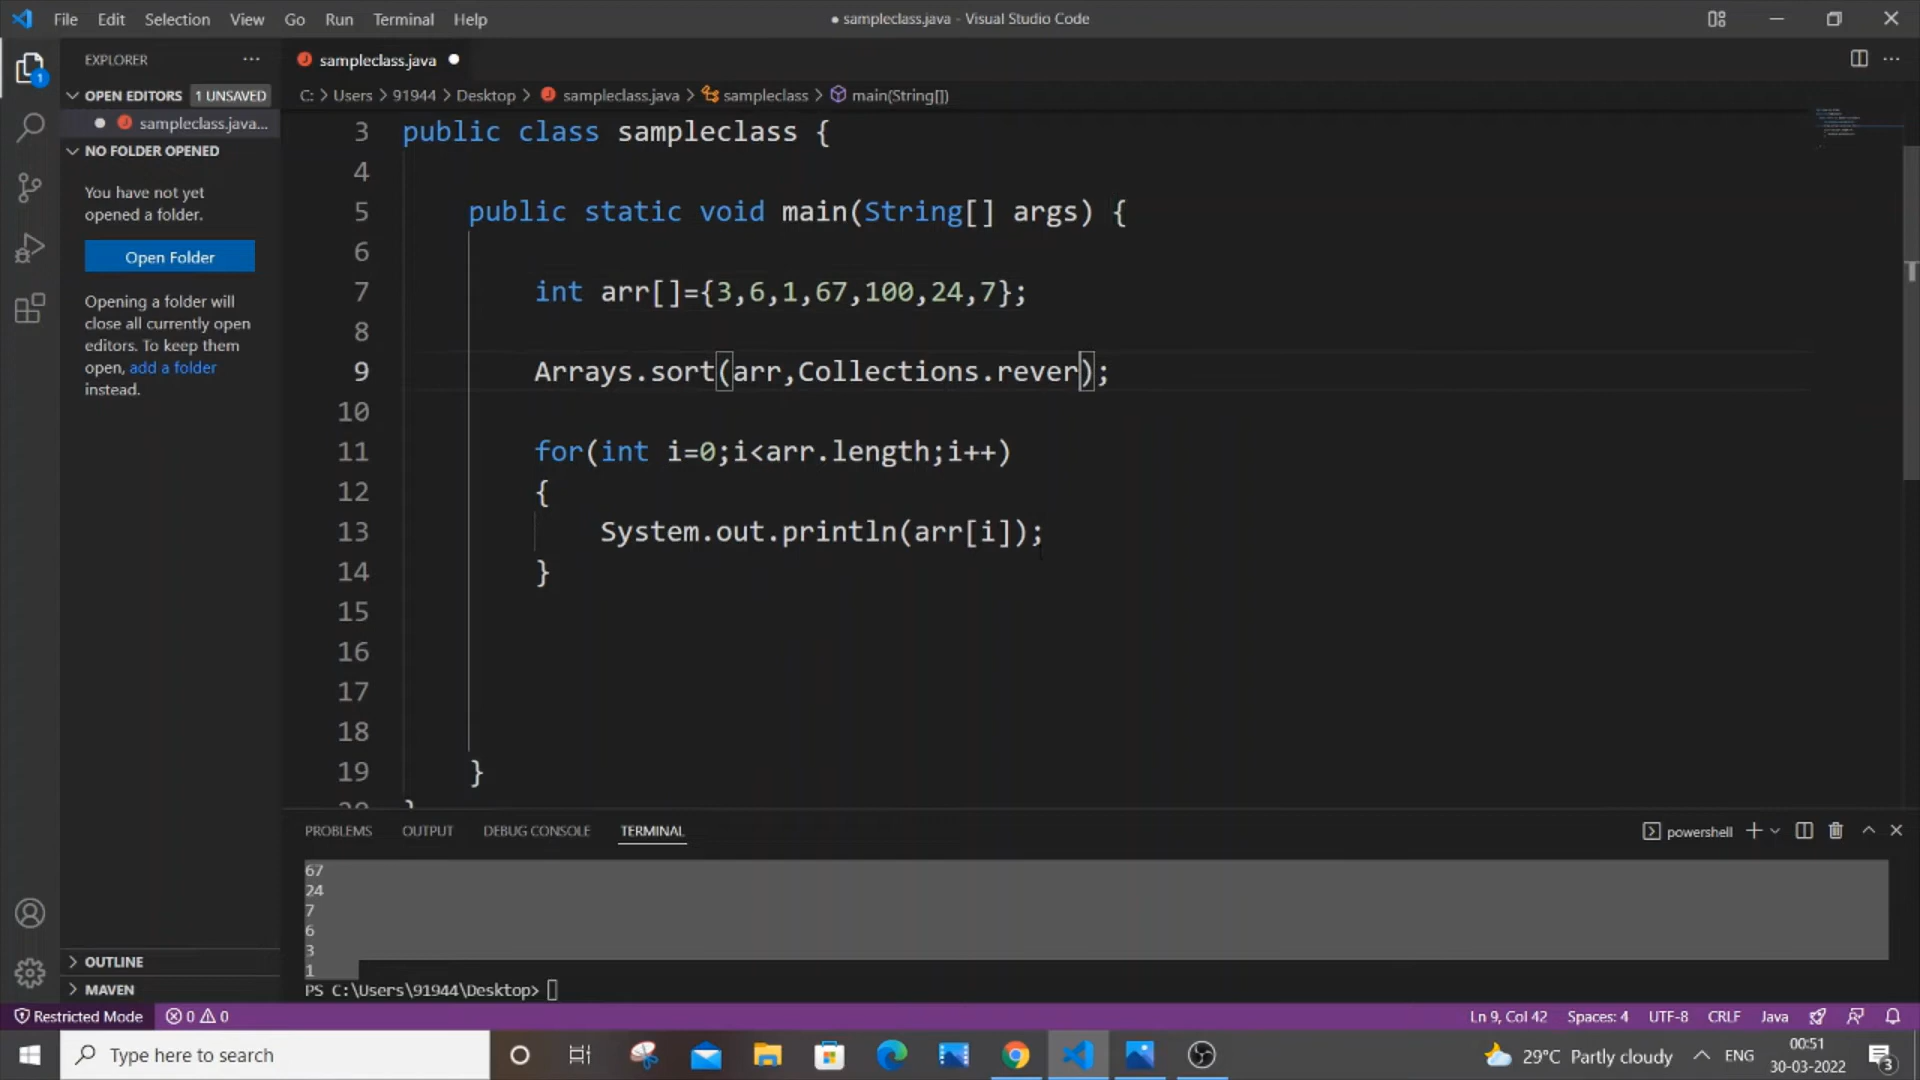 File Edit Selection View Go Run Terminal Help
● sampleclass.java - Visual Studio Code
EXPLORER
OPEN EDITORS 1 UNSAVED
sampleclass.java...
NO FOLDER OPENED
You have not yet
opened a folder.
Open Folder
Opening a folder will
close all currently open
editors. To keep them
open, add a folder
instead.
OUTLINE
MAVEN
1
sampleclass.java
C: > Users > 91944 > Desktop > sampleclass.java > sampleclass > main(String[])
3 public class sampleclass {
4
5 public static void main(String[] args) {
6
7 int arr[]={3,6,1,67,100,24,7};
8
9 Arrays.sort(arr,Collections.rever);
10
11 for(int i=0;i<arr.length;i++)
12 {
13 System.out.println(arr[i]);
14 }
15
16
17
18
19 }
PROBLEMS OUTPUT DEBUG CONSOLE TERMINAL
powershell
67
24
7
6
3
1
PS C:\Users\91944\Desktop>
Restricted Mode 0 0
Ln 9, Col 42 Spaces: 4 UTF-8 CRLF Java
Type here to search
29°C Partly cloudy ENG
00:51
30-03-2022
3